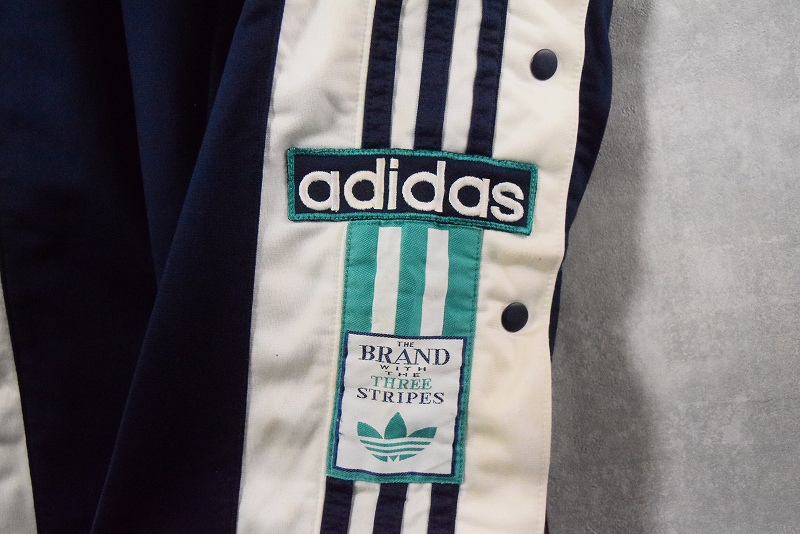 adidas
THE
BRAND
WITH
THE
THREE
STRIPES